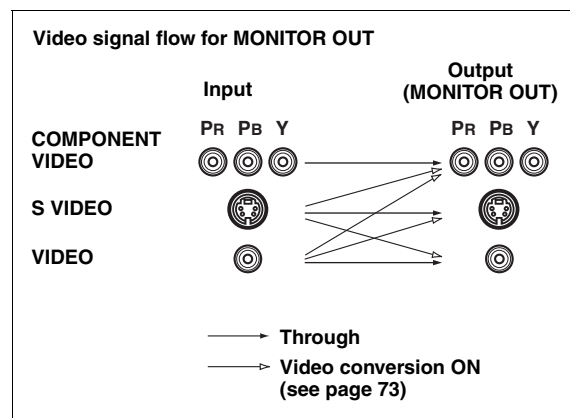 Video signal flow for MONITOR OUT
Input
Output
(MONITOR OUT)
PR PB Y
PR PB Y
COMPONENT
VIDEO
S VIDEO
VIDEO
Through
Video conversion ON
(see page 73)